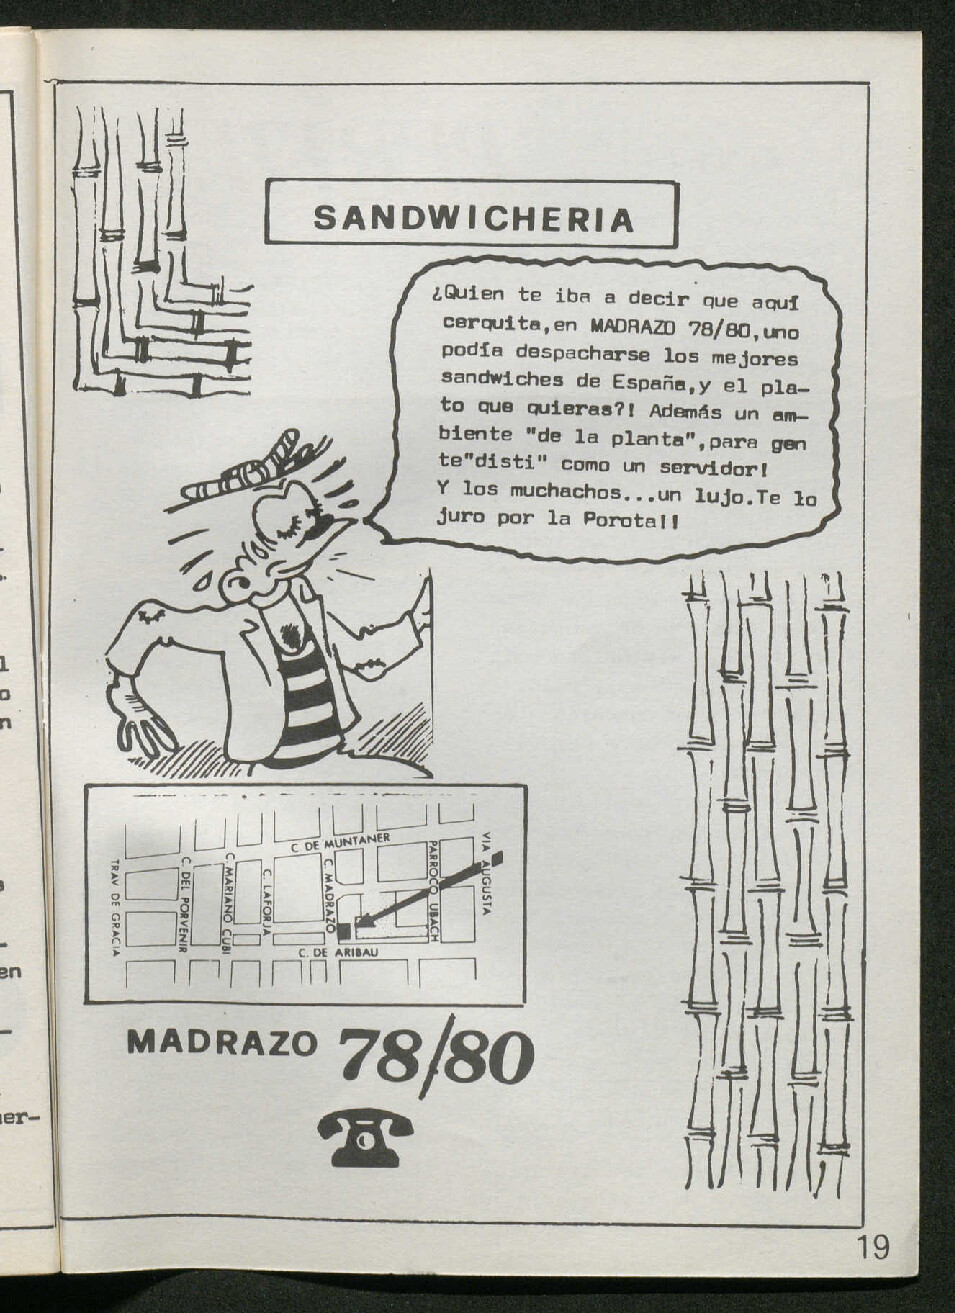 SANDWICHERIA
¿Quien te iba a decir que aquí
cerquita,en MADRAZO 78/80,uno
podía despacharse los mejores
sandwiches de España,y el pla-
to que quieras?! Además un am-
biente "de la planta",para gen
te"disti" como un servidor!
Y los muchachos...un lujo.Te lo
juro por la Porota!!
C. DE MUNTANER
TRAV DE GRACIA
C. DEL PORVENIR
C. MARIANO CUBI
C. LAFORJA
C. MADRAZO
PARROCO UBACH
VIA AUGUSTA
C. DE ARIBAU
MADRAZO 78/80
19
l
o
n
en
er-